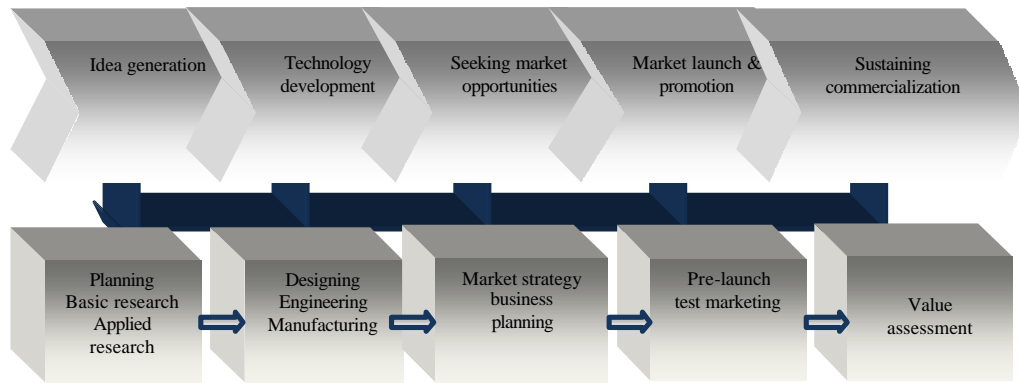 Idea generation
Technology
development
Seeking market
opportunities
Market launch &
promotion
Sustaining
commercialization
Planning
Basic research
Applied
research
Designing
Engineering
Manufacturing
Market strategy
business
planning
Pre-launch
test marketing
Value
assessment